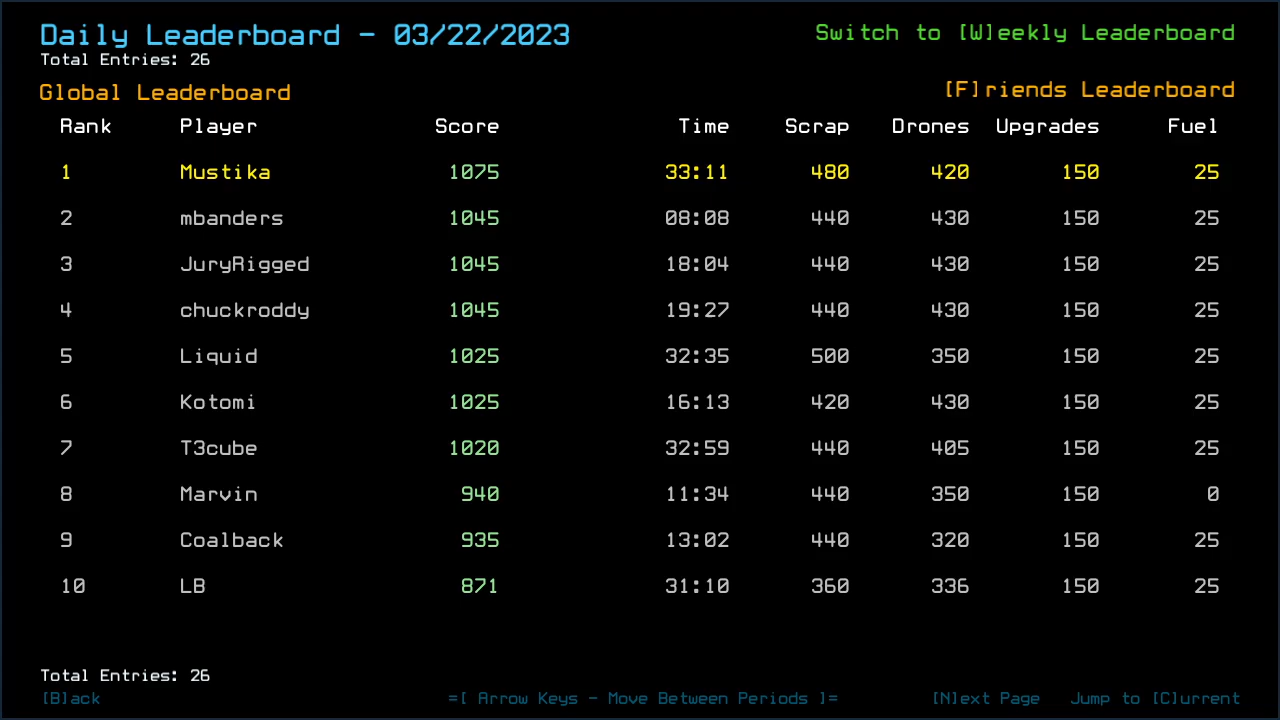 Daily Leaderboard - 03/22/2023 Switch to [W]eekly Leaderboard
Total Entries: 26
Global Leaderboard [F]riends Leaderboard
Rank Player Score Time Scrap Drones Upgrades Fuel
1 Mustika 1075 33:11 480 420 150 25
2 mbanders 1045 08:08 440 430 150 25
3 JuryRigged 1045 18:04 440 430 150 25
4 chuckroddy 1045 19:27 440 430 150 25
5 Liquid 1025 32:35 500 350 150 25
6 Kotomi 1025 16:13 420 430 150 25
7 T3cube 1020 32:59 440 405 150 25
8 Marvin 940 11:34 440 350 150 0
9 Coalback 935 13:02 440 320 150 25
10 LB 871 31:10 360 336 150 25
Total Entries: 26
[B]ack =[ Arrow Keys - Move Between Periods ]= [N]ext Page Jump to [C]urrent